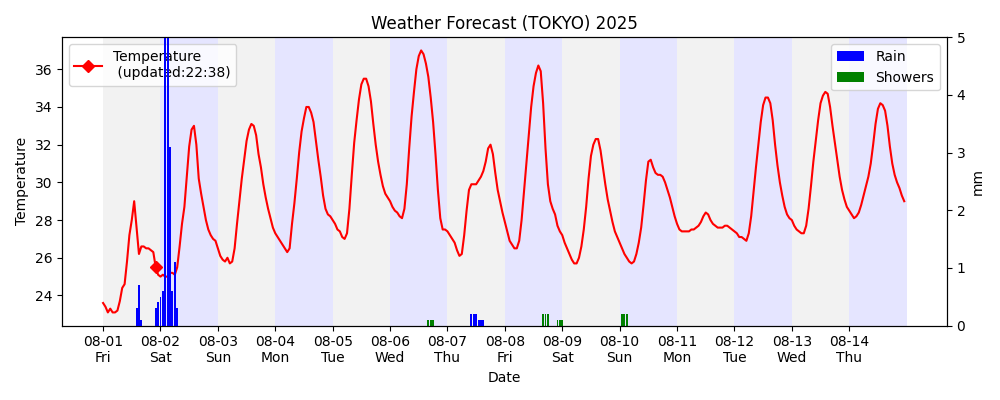 Weather Forecast (TOKYO) 2025
Temperature
(updated:22:38)
Rain
Showers
Temperature
36
34
32
30
28
26
24
5
4
3
2
1
0
mm
08-01 08-02 08-03 08-04 08-05 08-06 08-07 08-08 08-09 08-10 08-11 08-12 08-13 08-14
Fri Sat Sun Mon Tue Wed Thu Fri Sat Sun Mon Tue Wed Thu
Date